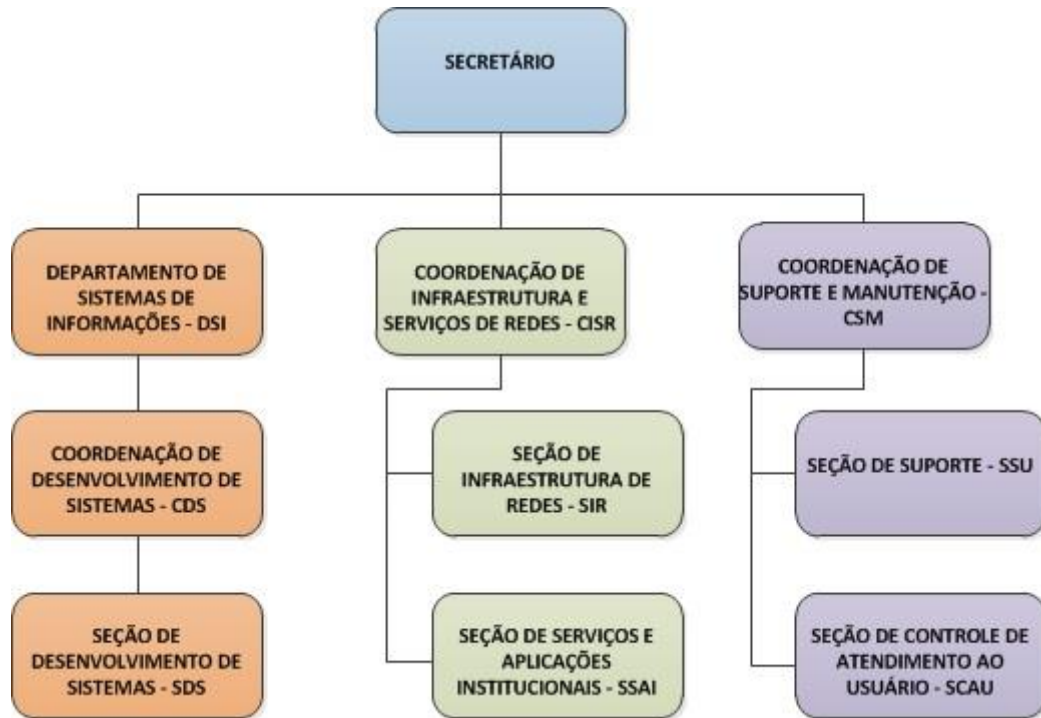 SECRETÁRIO
DEPARTAMENTO DE
SISTEMAS DE
INFORMAÇÕES - DSI
COORDENAÇÃO DE
INFRAESTRUTURA E
SERVIÇOS DE REDES - CISR
COORDENAÇÃO DE
SUPORTE E MANUTENÇÃO -
CSM
COORDENAÇÃO DE
DESENVOLVIMENTO DE
SISTEMAS - CDS
SEÇÃO DE
INFRAESTRUTURA DE
REDES - SIR
SEÇÃO DE SUPORTE - SSU
SEÇÃO DE
DESENVOLVIMENTO DE
SISTEMAS - SDS
SEÇÃO DE SERVIÇOS E
APLICAÇÕES
INSTITUCIONAIS - SSAI
SEÇÃO DE CONTROLE DE
ATENDIMENTO AO
USUÁRIO - SCAU